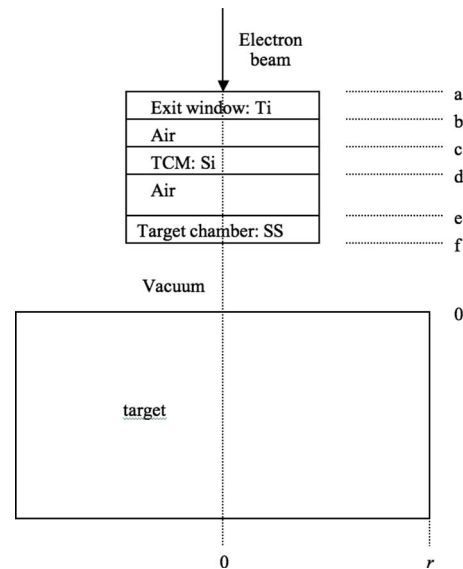 Electron
beam
a
Exit window: Ti
b
Air
c
TCM: Si
d
Air
e
Target chamber: SS
f
Vacuum
0
target
0
r